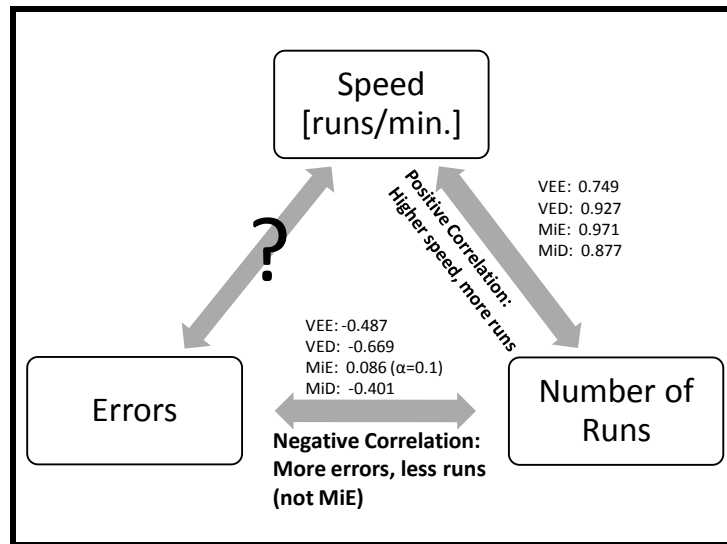 Speed
[runs/min.]
Positive Correlation:
Higher speed, more runs
VEE: 0.749
VED: 0.927
MiE: 0.971
MiD: 0.877
?
VEE: -0.487
VED: -0.669
MiE: 0.086 (α=0.1)
MiD: -0.401
Errors
Number of
Runs
Negative Correlation:
More errors, less runs
(not MiE)